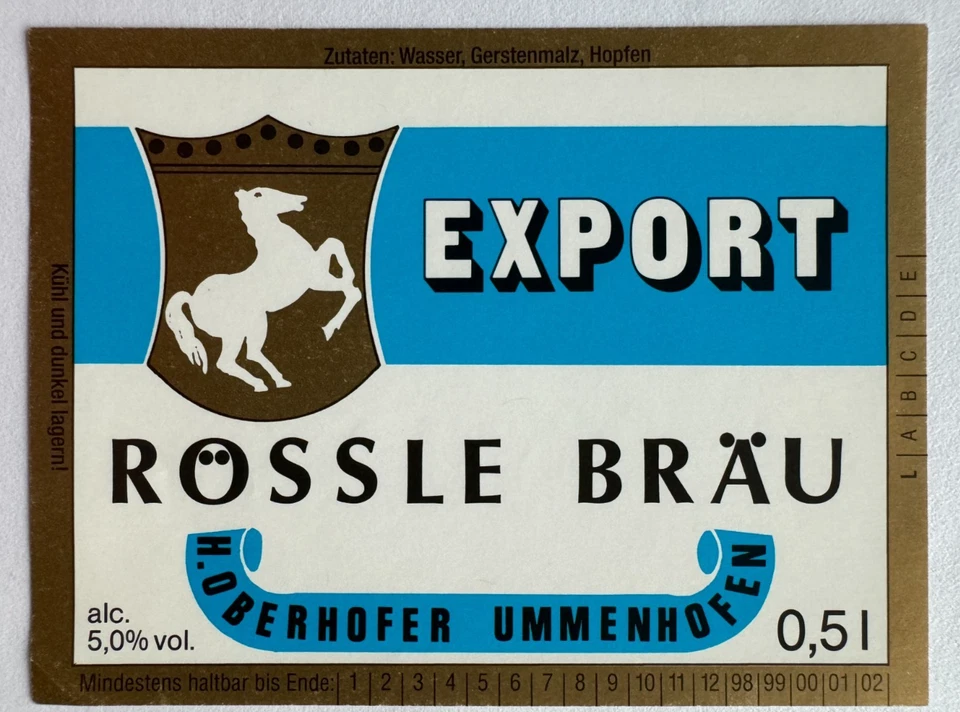 Zutaten: Wasser, Gerstenmalz, Hopfen
EXPORT
Kühl und dunkel lagern!
L | A | B | C | D | E |
RÖSSLE BRÄU
H. OBERHOFER UMMENHOFEN
alc.
5,0% vol.
0,5 l
Mindestens haltbar bis Ende: | 1 | 2 | 3 | 4 | 5 | 6 | 7 | 8 | 9 | 10 | 11 | 12 | 98 | 99 | 00 | 01 | 02